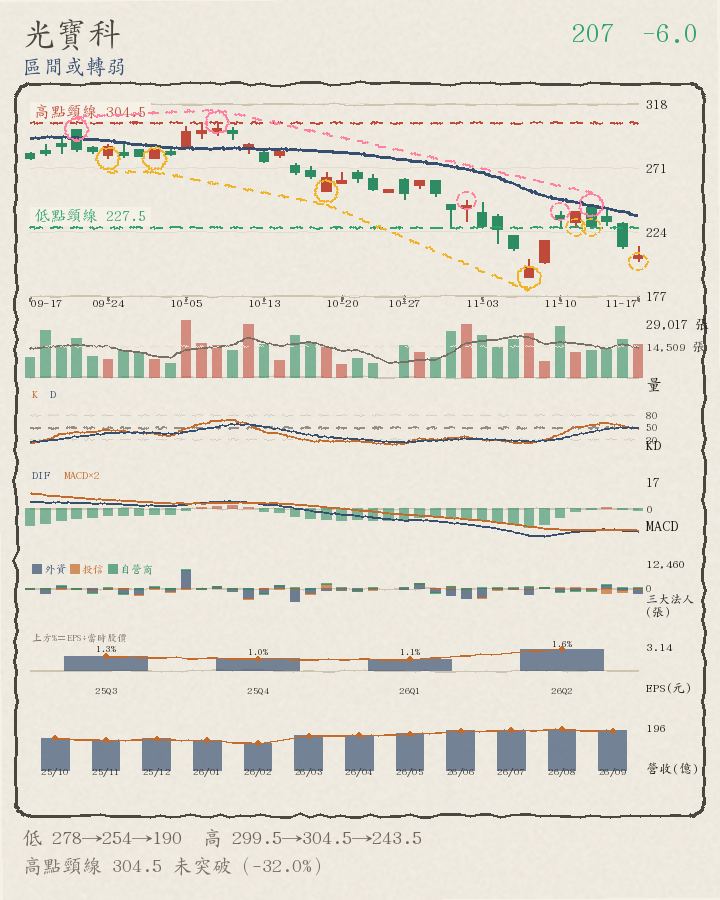 光寶科
207 -6.0
區間或轉弱
高點頸線 304.5
低點頸線 227.5
318
271
224
177
09-17 09-24 10-05 10-13 10-20 10-27 11-03 11-10 11-17
29,017 張
14,509 張
量
K D
80
50
20
KD
DIF MACD×2
17
0
MACD
外資 投信 自營商
12,460
0
三大法人
(張)
上方%=EPS÷當時股價
1.3% 1.0% 1.1% 1.6%
3.14
25Q3 25Q4 26Q1 26Q2
EPS(元)
196
25/10 25/11 25/12 26/01 26/02 26/03 26/04 26/05 26/06 26/07 26/08 26/09
營收(億)
低 278→254→190 高 299.5→304.5→243.5
高點頸線 304.5 未突破 (-32.0%)